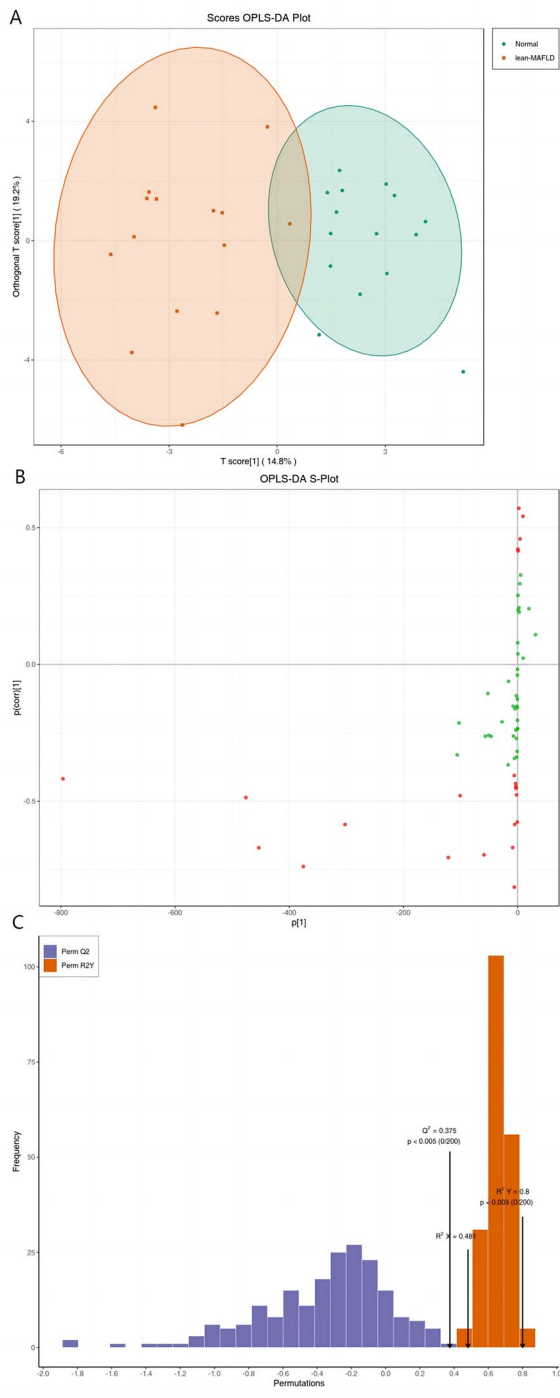 A
Scores OPLS-DA Plot
Normal
lean-MAFLD
Orthogonal T score[1] ( 19.2% )
4
0
-4
-6
-3
0
3
T score[1] ( 14.8% )
B
OPLS-DA S-Plot
p(corr)[1]
0.5
0.0
-0.5
-800
-600
-400
-200
0
p[1]
C
Perm Q2
Perm R2Y
Frequency
100
75
50
25
0
Q² = 0.375
p < 0.005 (0/200)
R² Y = 0.8
p < 0.005 (0/200)
R² X = 0.481
-2.0 -1.8 -1.6 -1.4 -1.2 -1.0 -0.8 -0.6 -0.4 -0.2 0.0 0.2 0.4 0.6 0.8 1.0
Permutations